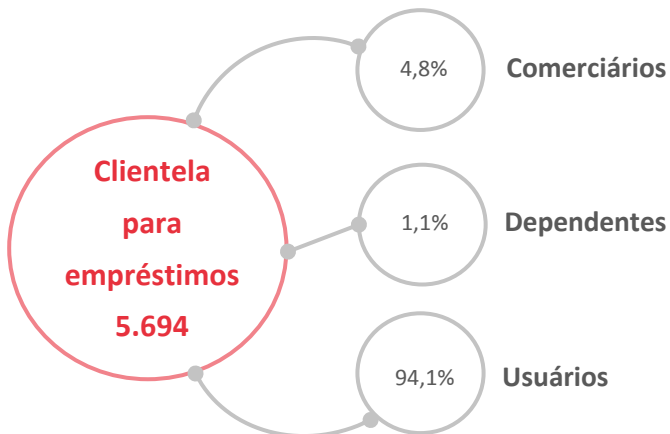 Clientela
para
empréstimos
5.694
4,8%
Comerciários
1,1%
Dependentes
94,1%
Usuários